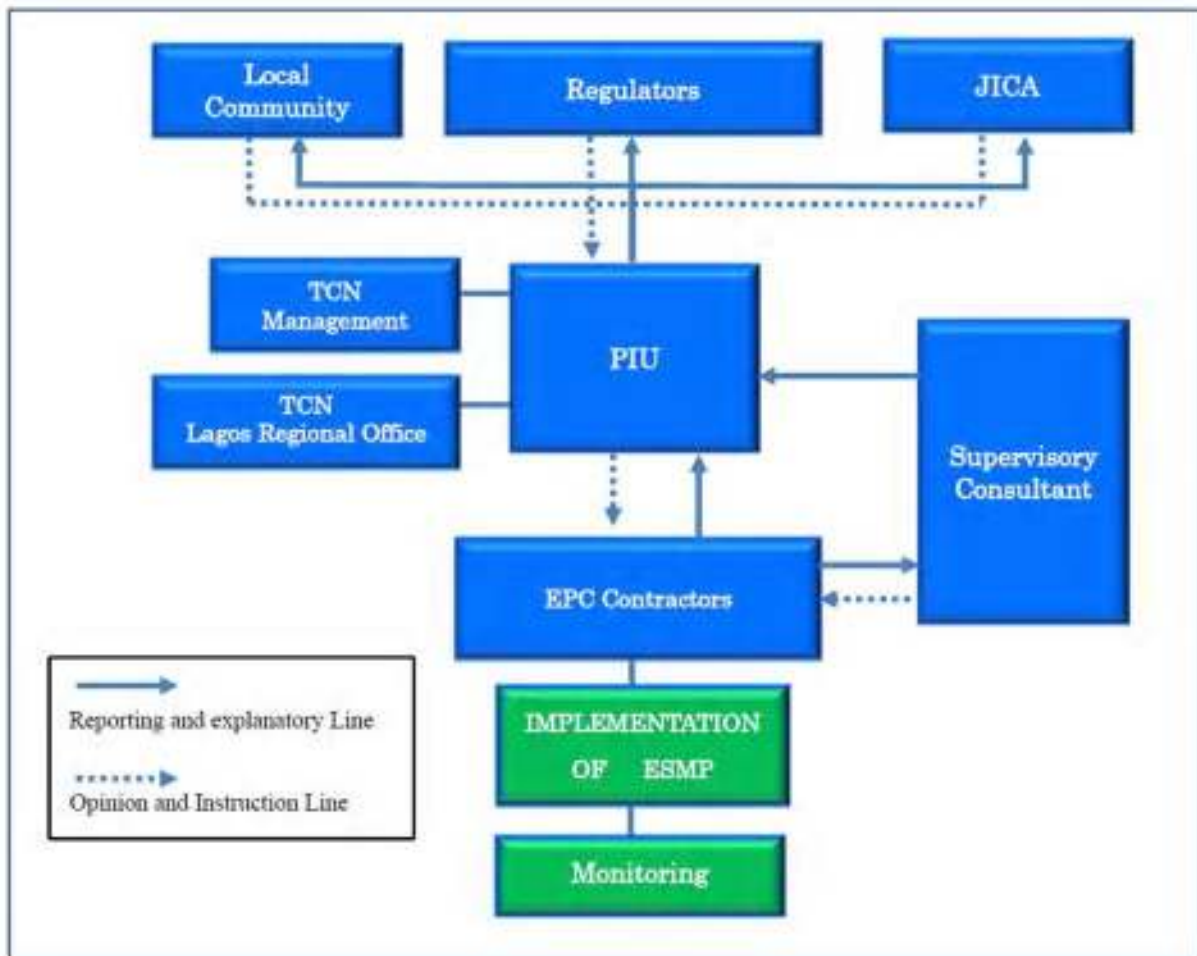 Local
Community
Regulators
JICA
TCN
Management
PIU
TCN
Lagos Regional Office
Supervisory
Consultant
EPC Contractors
Reporting and explanatory Line
Opinion and Instruction Line
IMPLEMENTATION
OF ESMP
Monitoring